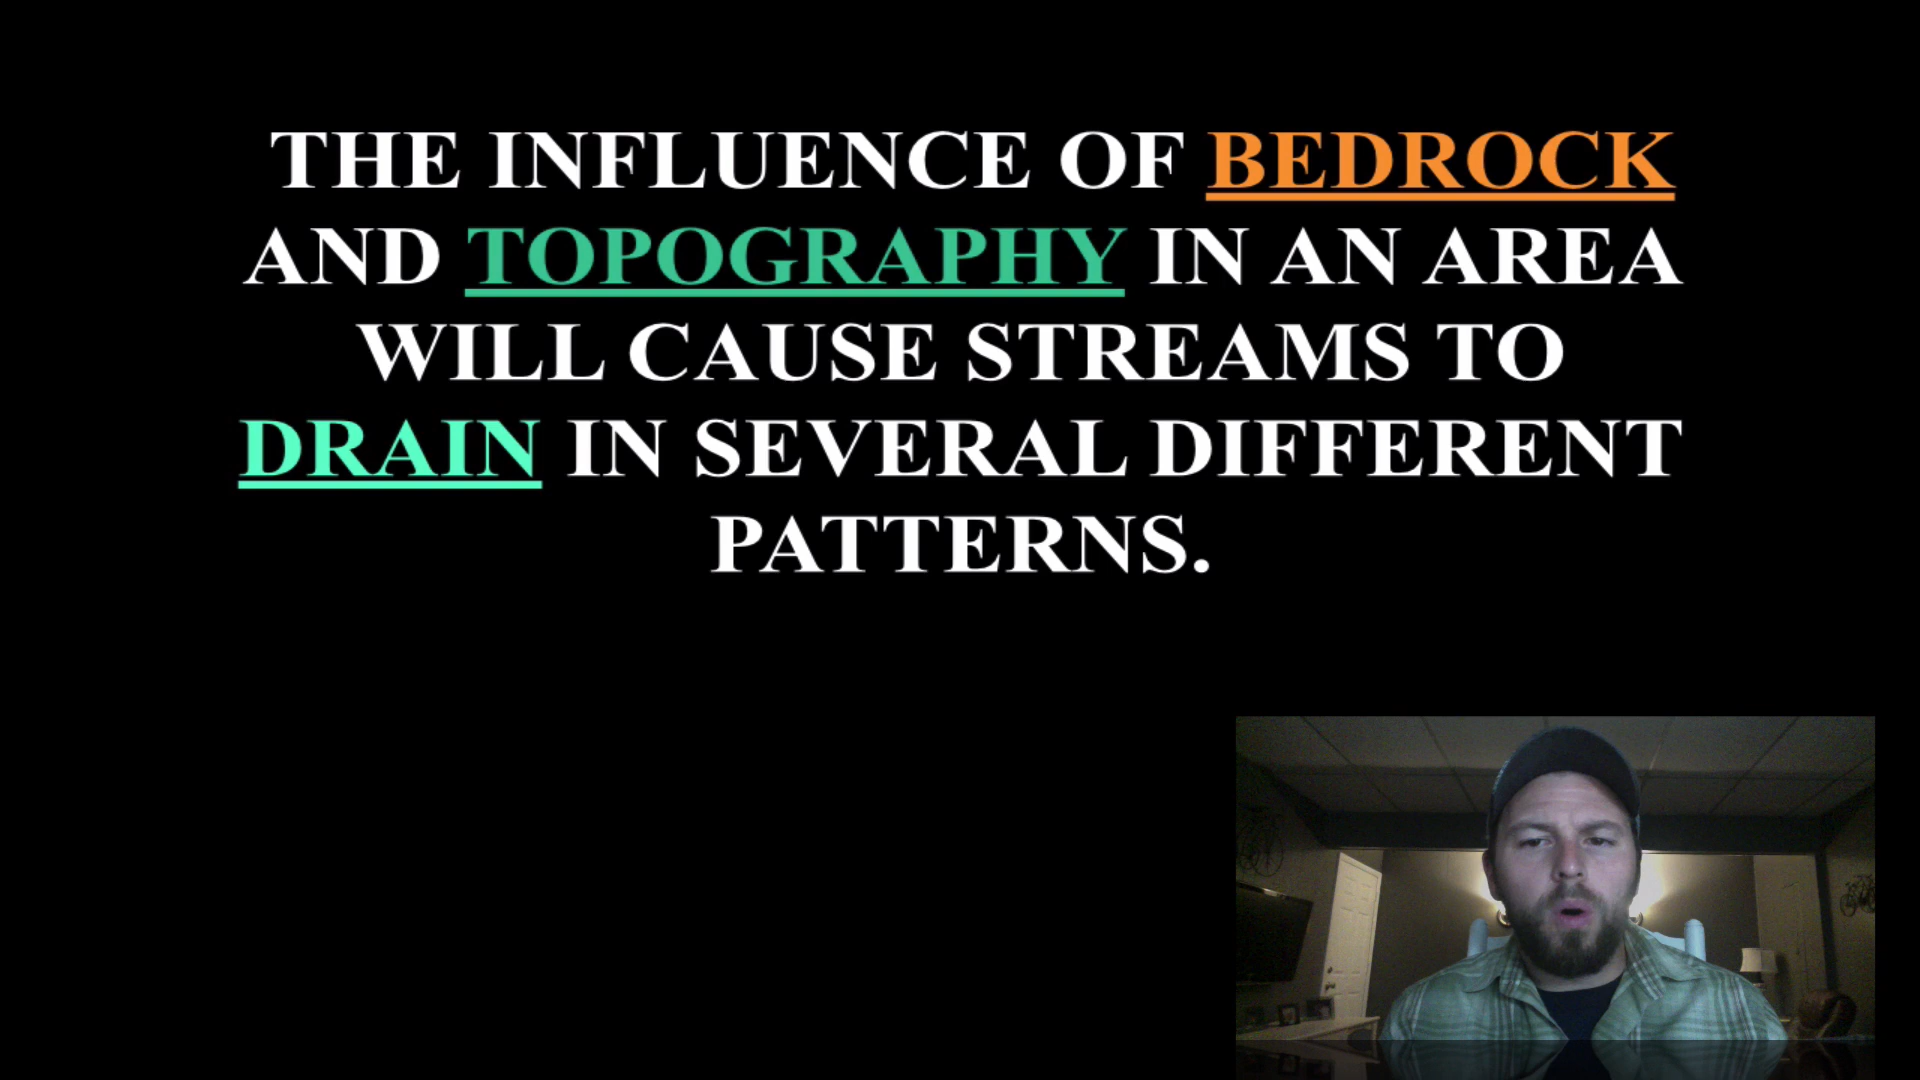 THE INFLUENCE OF BEDROCK
AND TOPOGRAPHY IN AN AREA
WILL CAUSE STREAMS TO
DRAIN IN SEVERAL DIFFERENT
PATTERNS.